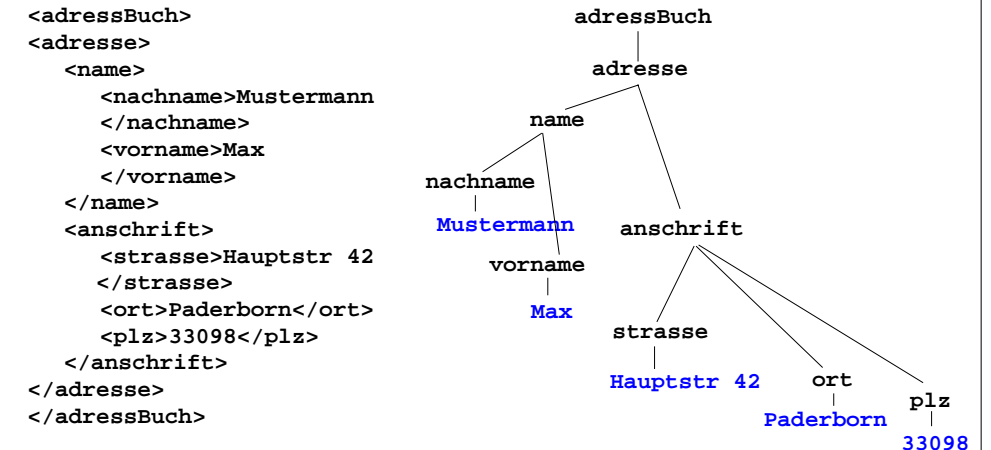 <adressBuch>
<adresse>
<name>
<nachname>Mustermann
</nachname>
<vorname>Max
</vorname>
</name>
<anschrift>
<strasse>Hauptstr 42
</strasse>
<ort>Paderborn</ort>
<plz>33098</plz>
</anschrift>
</adresse>
</adressBuch>
adressBuch
adresse
name
nachname
Mustermann
anschrift
vorname
Max
strasse
Hauptstr 42
ort
Paderborn
plz
33098